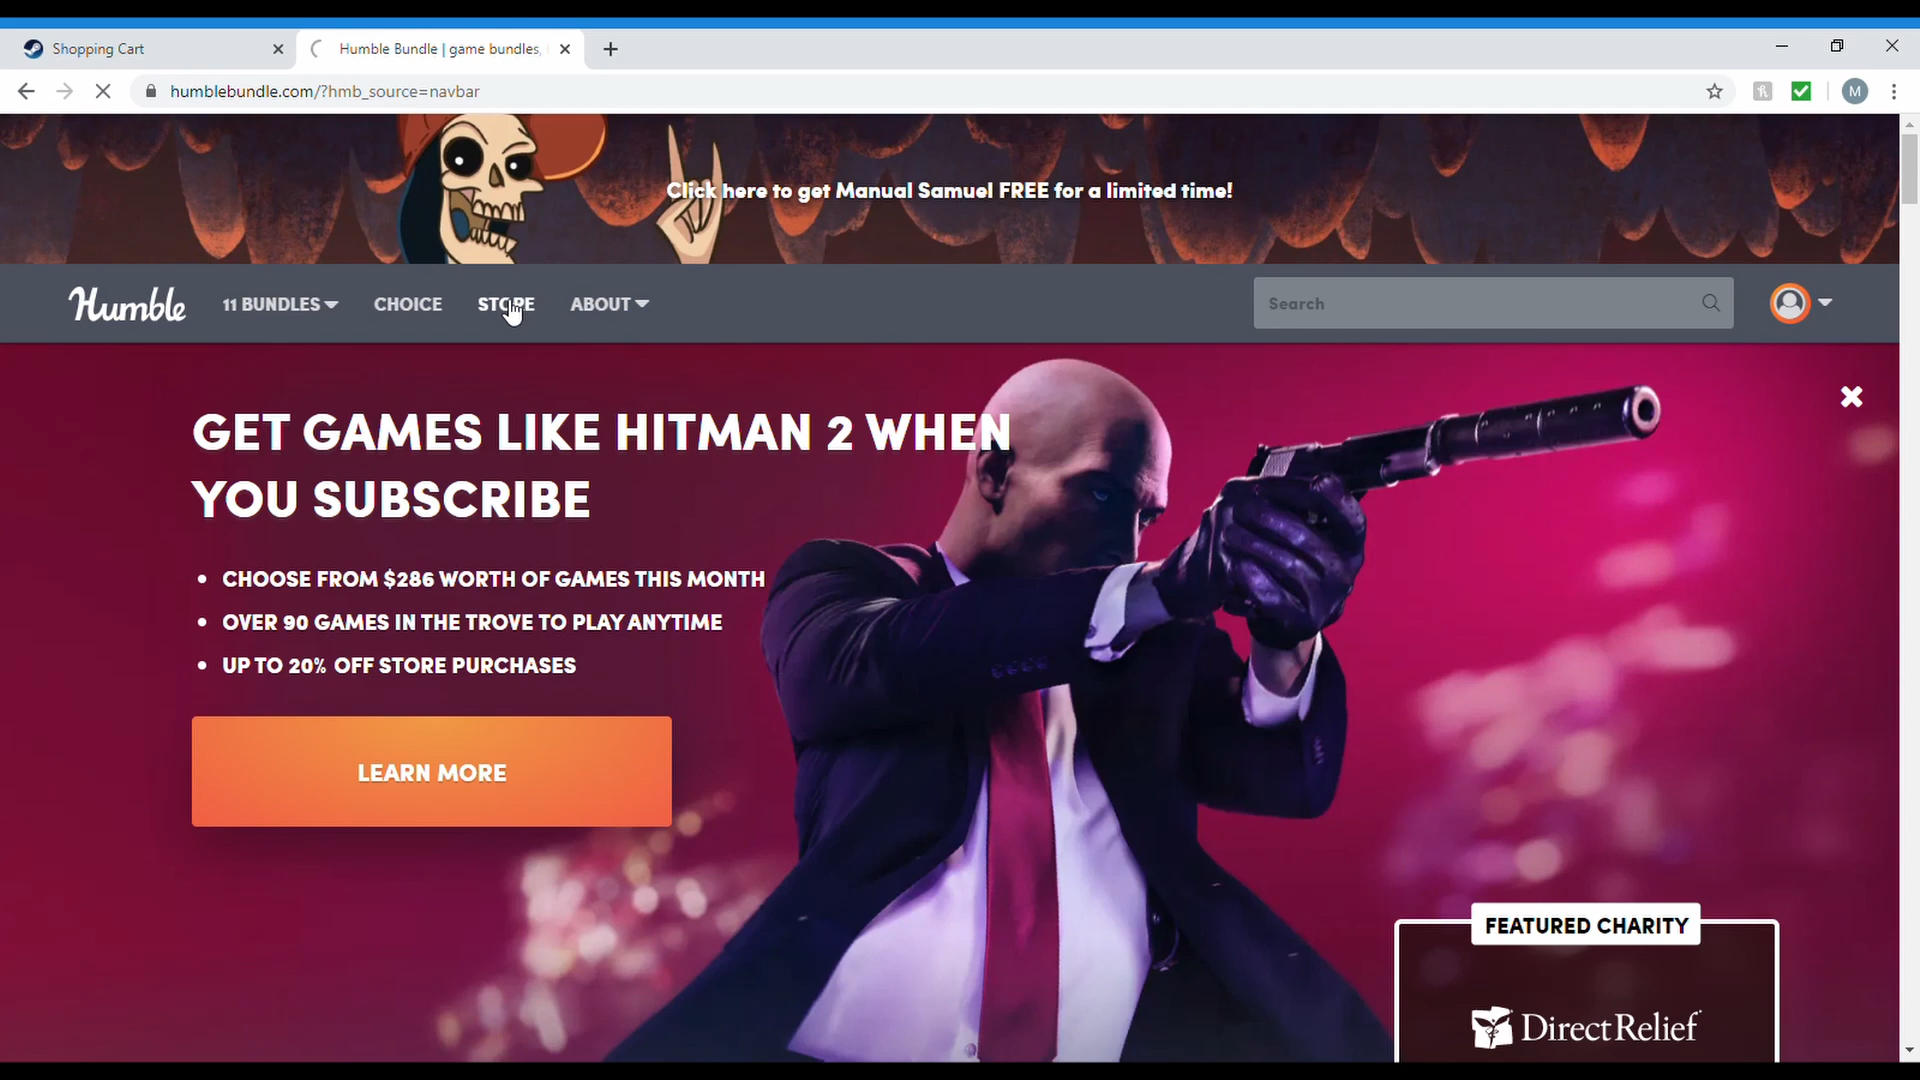 Shopping Cart
Humble Bundle | game bundles,
humblebundle.com/?hmb_source=navbar
M
Click here to get Manual Samuel FREE for a limited time!
Humble 11 BUNDLES CHOICE STORE ABOUT Search
GET GAMES LIKE HITMAN 2 WHEN
YOU SUBSCRIBE
• CHOOSE FROM $286 WORTH OF GAMES THIS MONTH
• OVER 90 GAMES IN THE TROVE TO PLAY ANYTIME
• UP TO 20% OFF STORE PURCHASES
LEARN MORE
FEATURED CHARITY
DirectRelief